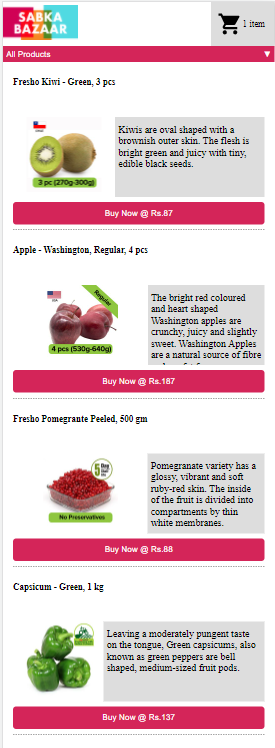 SABKA
BAZAAR
1 item
All Products
Fresho Kiwi - Green, 3 pcs
3 pc (270g-300g)
Kiwis are oval shaped with a
brownish outer skin. The flesh is
bright green and juicy with tiny,
edible black seeds.
Buy Now @ Rs.87
Apple - Washington, Regular, 4 pcs
Regular
4 pcs (530g-640g)
The bright red coloured
and heart shaped
Washington apples are
crunchy, juicy and slightly
sweet. Washington Apples
are a natural source of fibre
Buy Now @ Rs.187
Fresho Pomegrante Peeled, 500 gm
5
No Preservatives
Pomegranate variety has a
glossy, vibrant and soft
ruby-red skin. The inside
of the fruit is divided into
compartments by thin
white membranes.
Buy Now @ Rs.88
Capsicum - Green, 1 kg
Leaving a moderately pungent taste
on the tongue, Green capsicums, also
known as green peppers are bell
shaped, medium-sized fruit pods.
Buy Now @ Rs.137